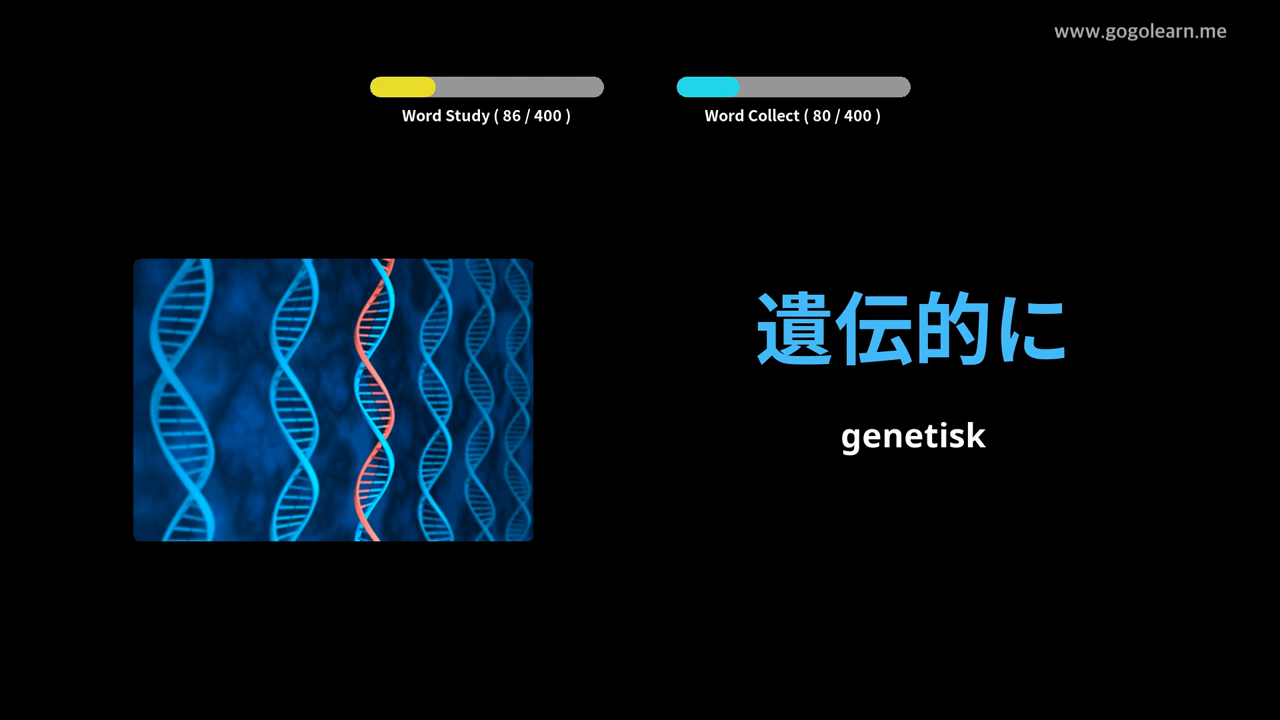 www.gogolearn.me
Word Study ( 86 / 400 )
Word Collect ( 80 / 400 )
遺伝的に
genetisk